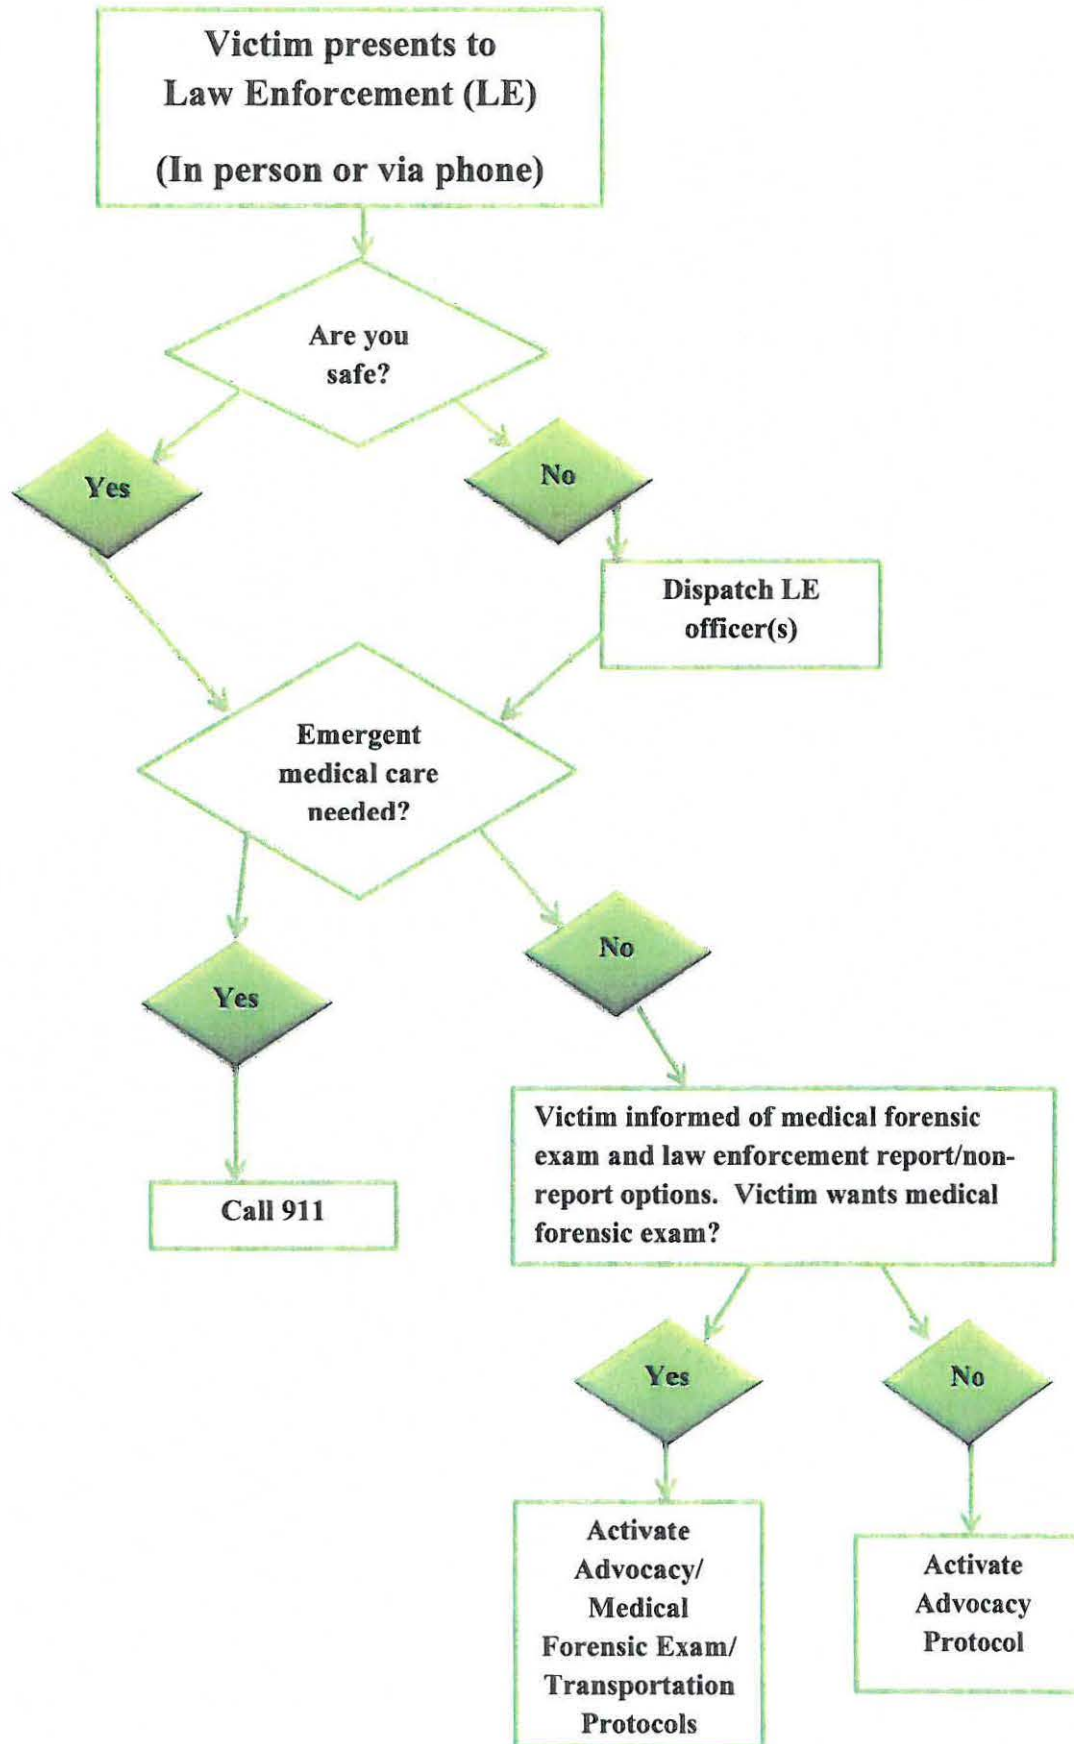 Victim presents to
Law Enforcement (LE)
(In person or via phone)
Are you
safe?
Yes
No
Dispatch LE
officer(s)
Emergent
medical care
needed?
Yes
No
Call 911
Victim informed of medical forensic
exam and law enforcement report/non-
report options. Victim wants medical
forensic exam?
Yes
No
Activate
Advocacy/
Medical
Forensic Exam/
Transportation
Protocols
Activate
Advocacy
Protocol